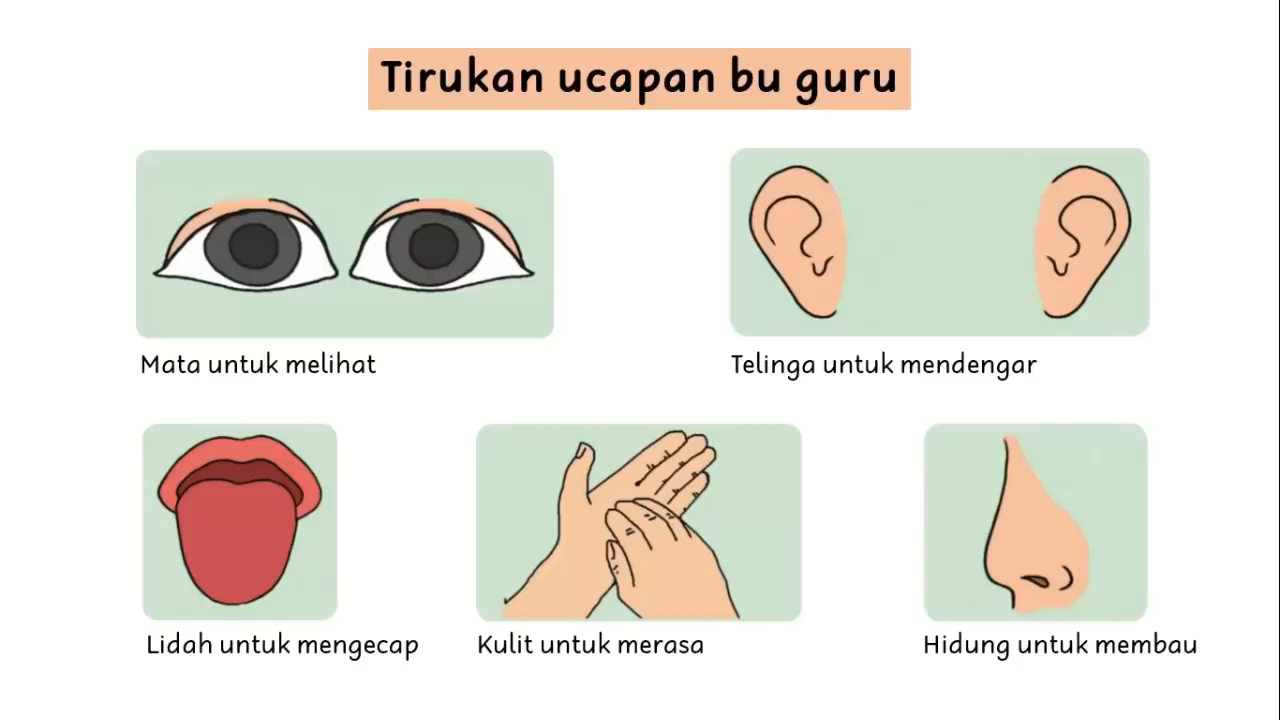 Tirukan ucapan bu guru
Mata untuk melihat
Telinga untuk mendengar
Lidah untuk mengecap
Kulit untuk merasa
Hidung untuk membau